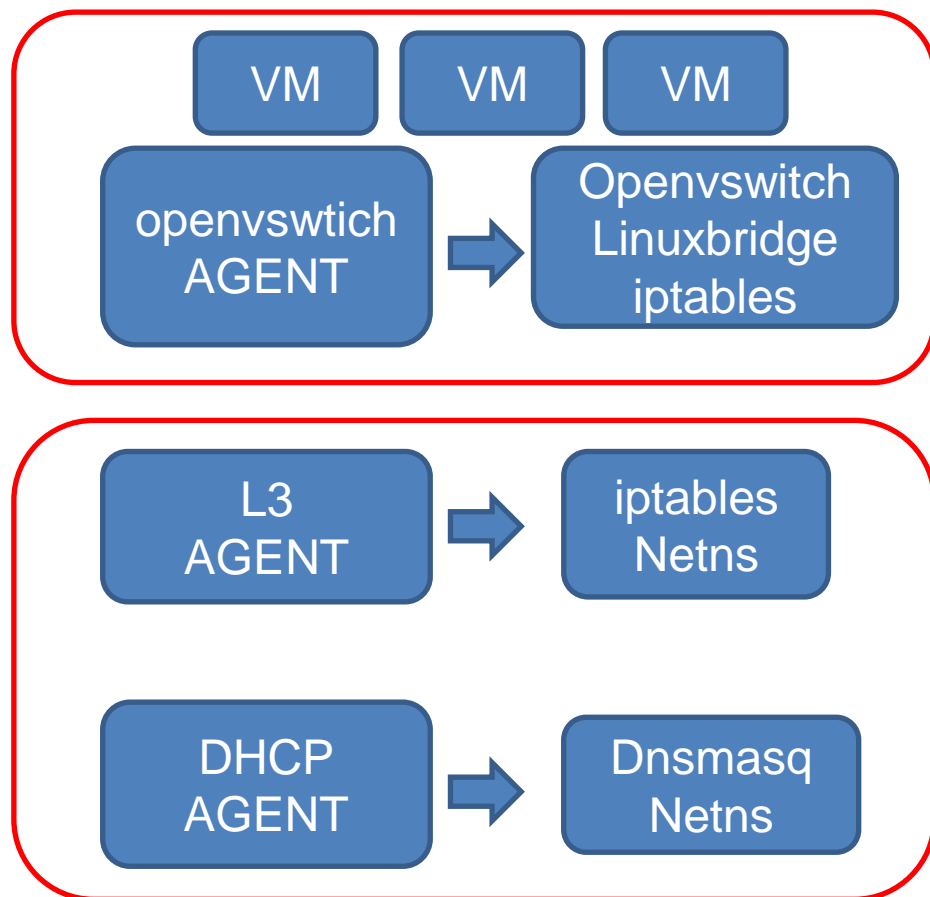 VM
VM
VM
openvswtich
AGENT
Openvswitch
Linuxbridge
iptables
L3
AGENT
iptables
Netns
DHCP
AGENT
Dnsmasq
Netns